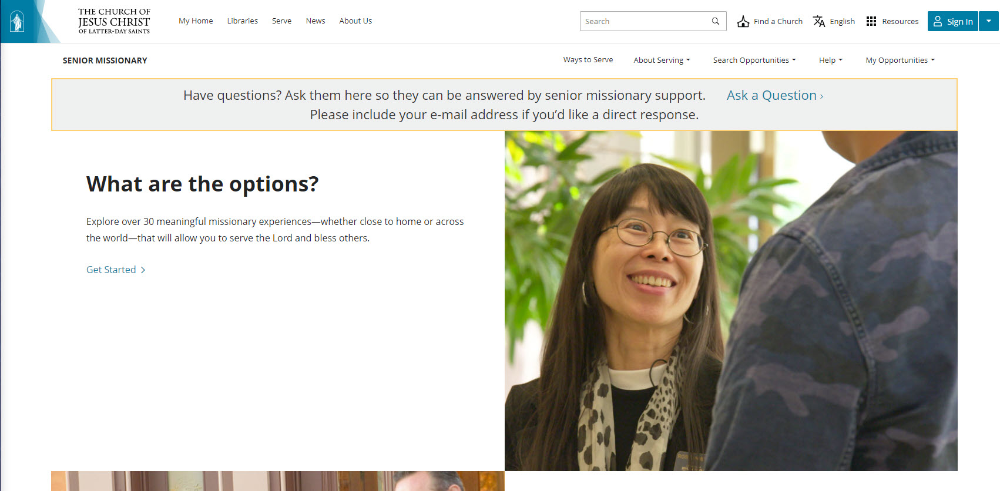 THE CHURCH OF
JESUS CHRIST
OF LATTER-DAY SAINTS
My Home
Libraries
Serve
News
About Us
Search
Find a Church
English
Resources
Sign In
SENIOR MISSIONARY
Ways to Serve
About Serving
Search Opportunities
Help
My Opportunities
Have questions? Ask them here so they can be answered by senior missionary support. Ask a Question ›
Please include your e-mail address if you’d like a direct response.
What are the options?
Explore over 30 meaningful missionary experiences—whether close to home or across
the world—that will allow you to serve the Lord and bless others.
Get Started